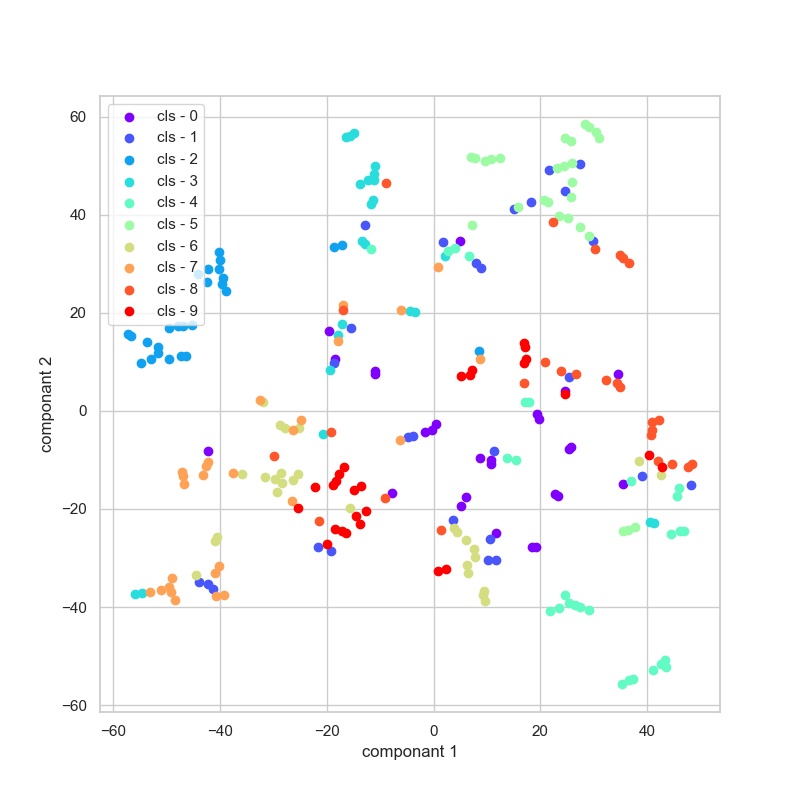 60
40
20
0
−20
−40
−60
−60
−40
−20
0
20
40
componant 1
componant 2
cls - 0
cls - 1
cls - 2
cls - 3
cls - 4
cls - 5
cls - 6
cls - 7
cls - 8
cls - 9